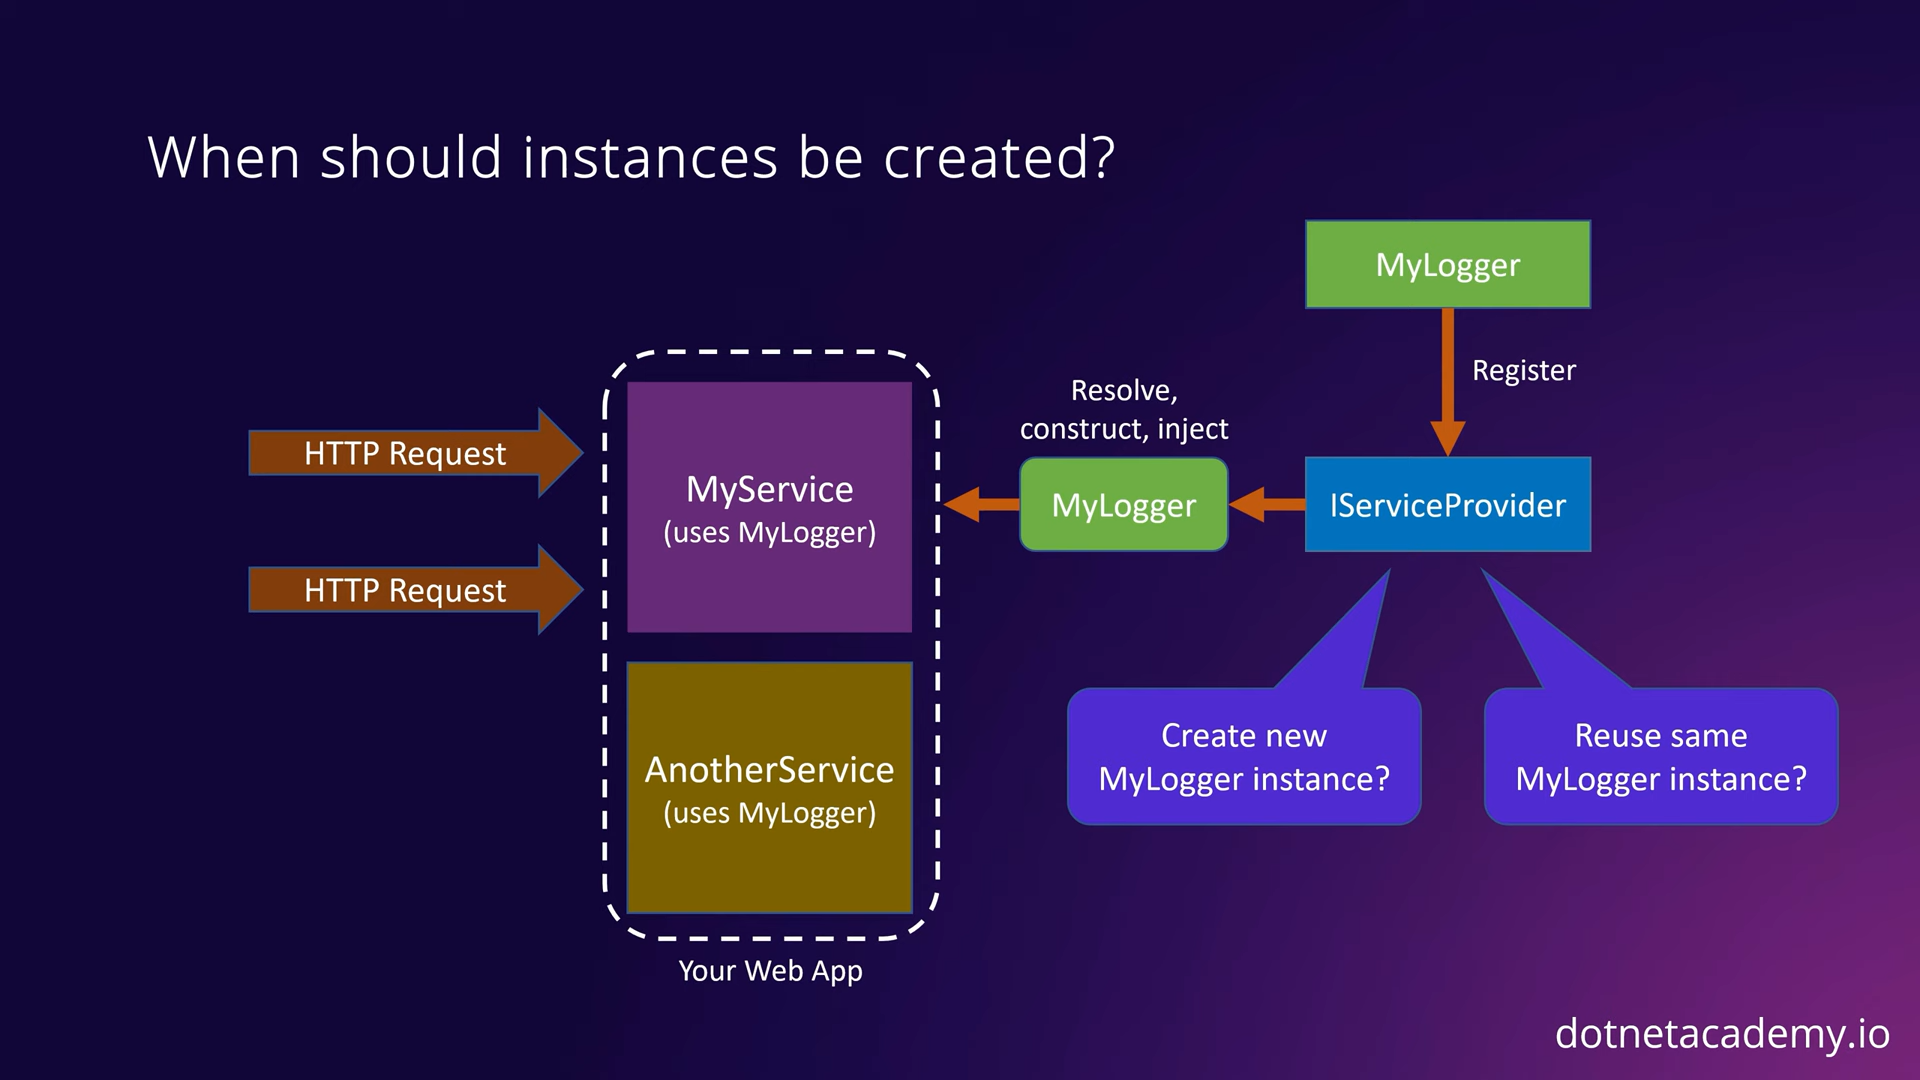 When should instances be created?
MyLogger
Register
Resolve,
construct, inject
HTTP Request
MyService
(uses MyLogger)
MyLogger
IServiceProvider
HTTP Request
AnotherService
(uses MyLogger)
Create new
MyLogger instance?
Reuse same
MyLogger instance?
Your Web App
dotnetacademy.io